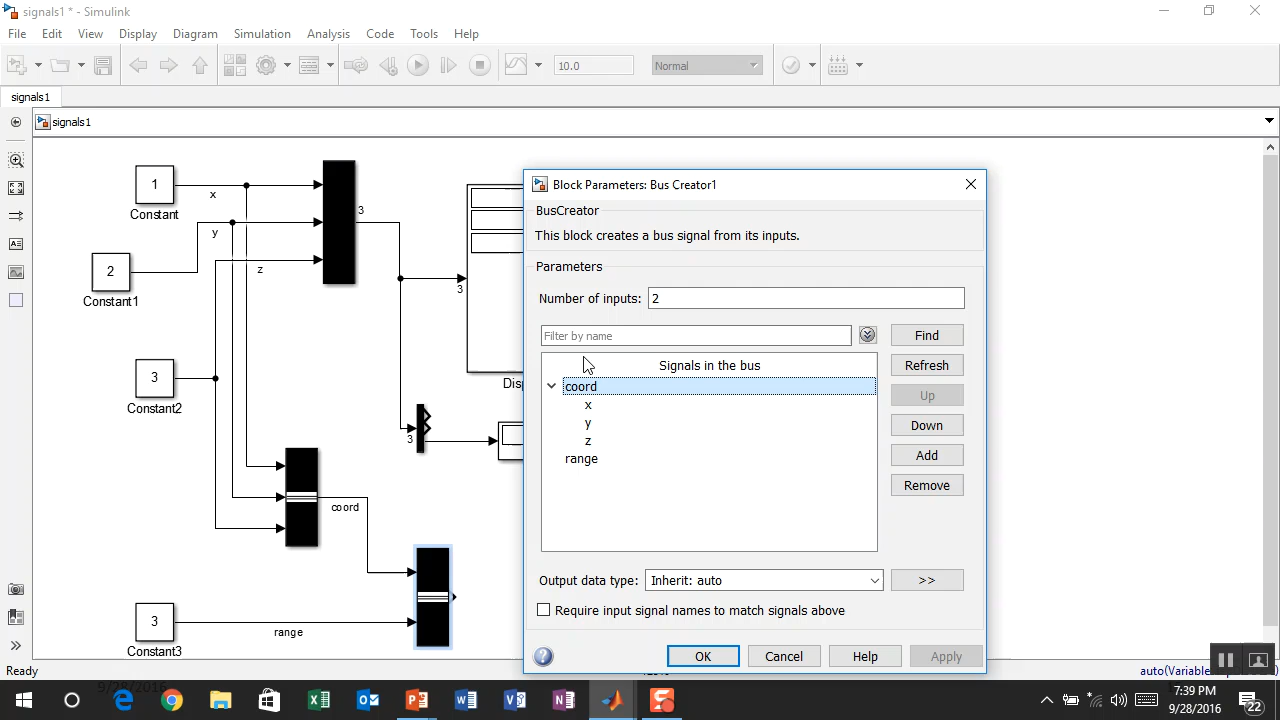 signals1 * - Simulink
File Edit View Display Diagram Simulation Analysis Code Tools Help
10.0 Normal
signals1
signals1
1
Constant
x
2
Constant1
y
z
3
Constant2
3
3
3
coord
3
Constant3
range
Block Parameters: Bus Creator1
BusCreator
This block creates a bus signal from its inputs.
Parameters
Number of inputs: 2
Filter by name
Find
Signals in the bus
Refresh
coord
Up
x
y
Down
z
range
Add
Remove
Output data type: Inherit: auto >>
Require input signal names to match signals above
OK Cancel Help Apply
Ready
9/28/2016
7:39 PM
9/28/2016
22